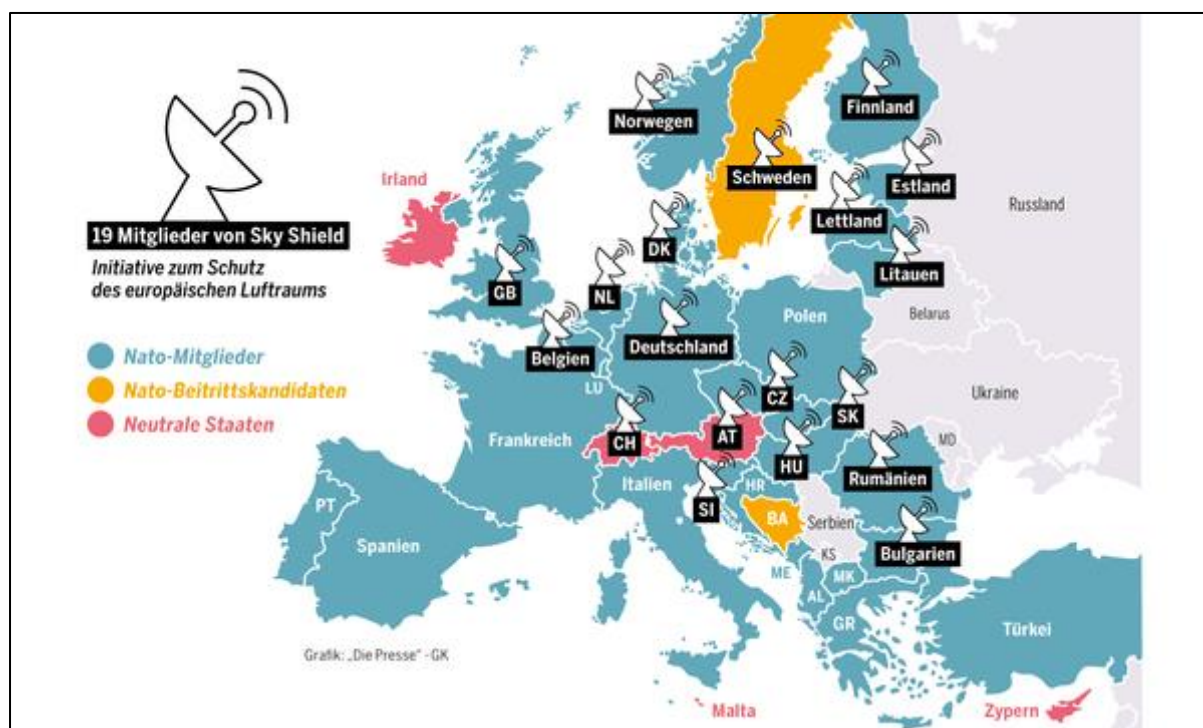 19 Mitglieder von Sky Shield
Initiative zum Schutz
des europäischen Luftraums
Nato-Mitglieder
Nato-Beitrittskandidaten
Neutrale Staaten
Norwegen
Finnland
Schweden
Estland
Lettland
Litauen
Russland
Irland
DK
GB
NL
Belgien
Deutschland
Polen
Belarus
Ukraine
LU
CZ
SK
Frankreich
CH
AT
HU
MD
Rumänien
Italien
SI
HR
BA
Serbien
KS
Bulgarien
PT
Spanien
ME
MK
AL
GR
Türkei
Malta
Zypern
Grafik: „Die Presse“ - GK